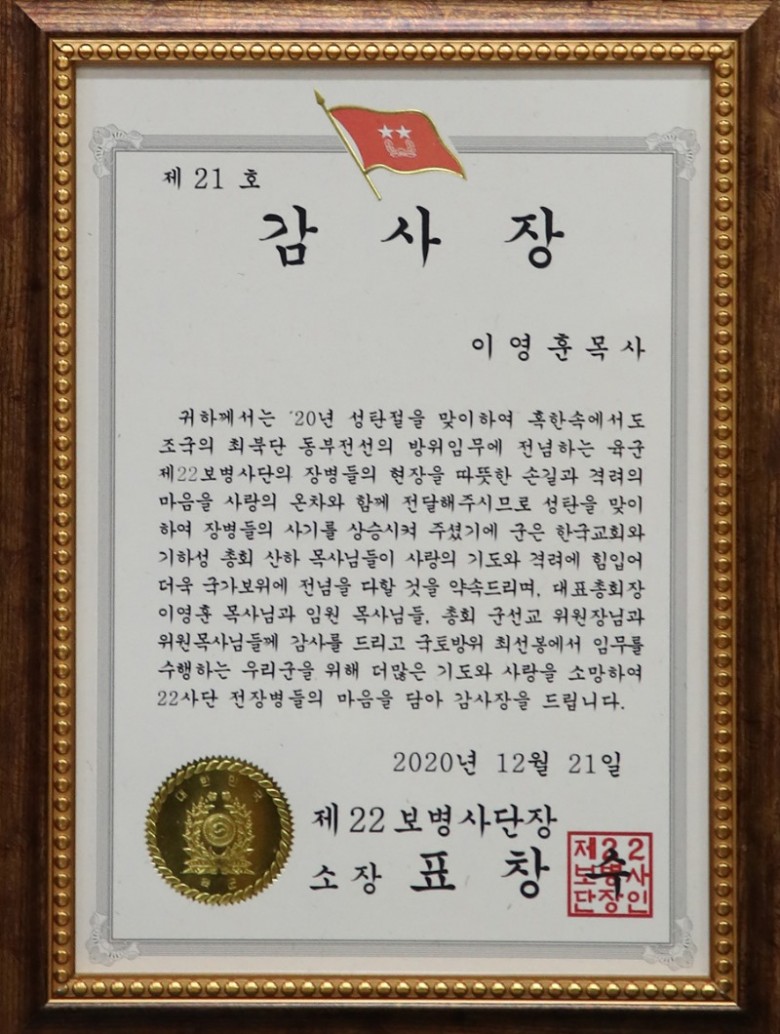 제 21 호
감 사 장
이 영 훈 목 사
귀하께서는 '20년 성탄절을 맞이하여 혹한속에서도
조국의 최북단 동부전선의 방위임무에 전념하는 육군
제22보병사단의 장병들의 현장을 따뜻한 손길과 격려의
마음을 사랑의 온차와 함께 전달해주시므로 성탄을 맞이
하여 장병들의 사기를 상승시켜 주셨기에 군은 한국교회와
기하성 총회 산하 목사님들이 사랑의 기도와 격려에 힘입어
더욱 국가보위에 전념을 다할 것을 약속드리며, 대표총회장
이영훈 목사님과 임원 목사님들, 총회 군선교 위원장님과
위원목사님들께 감사를 드리고 국토방위 최선봉에서 임무를
수행하는 우리군을 위해 더많은 기도와 사랑을 소망하여
22사단 전장병들의 마음을 담아 감사장을 드립니다.
2020년 12월 21일
제 22 보병사단장
소장 표 창 수
제22
보병사
단장인
대한민국
육군